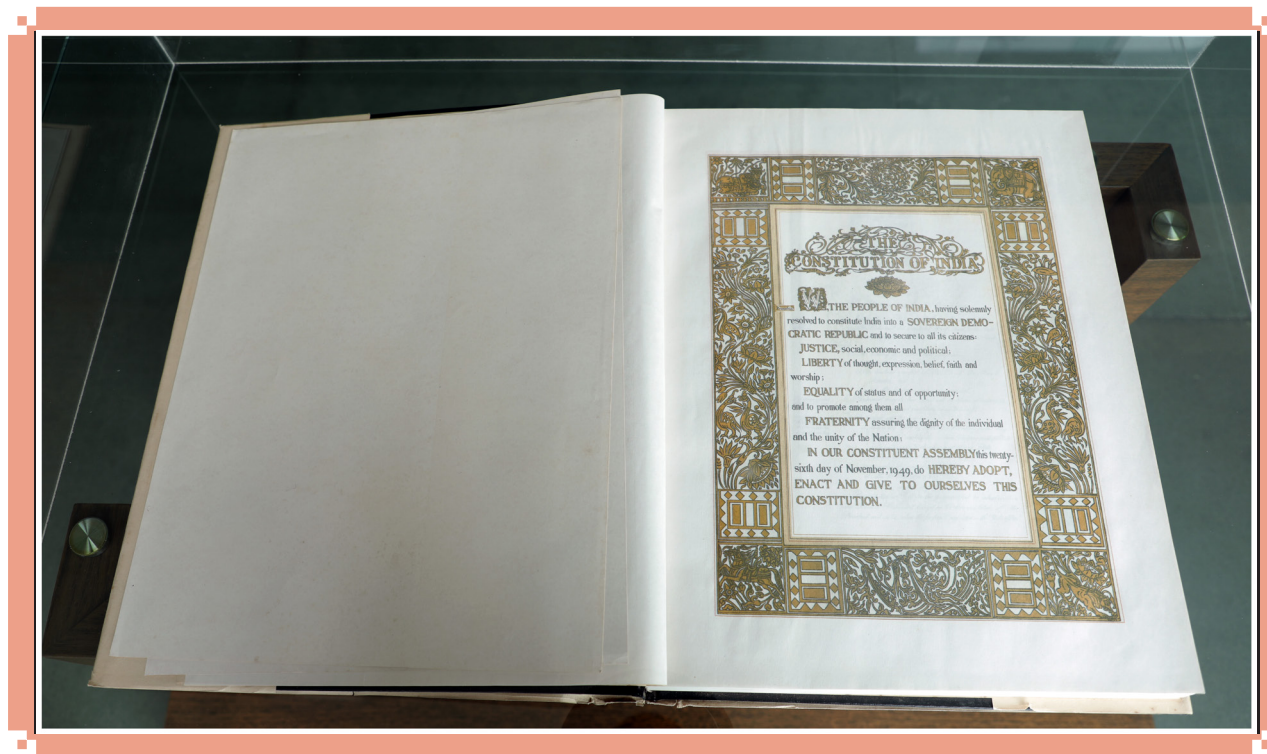 THE
CONSTITUTION OF INDIA
WE, THE PEOPLE OF INDIA, having solemnly
resolved to constitute India into a SOVEREIGN DEMO-
CRATIC REPUBLIC and to secure to all its citizens:
JUSTICE, social, economic and political;
LIBERTY of thought, expression, belief, faith and
worship;
EQUALITY of status and of opportunity;
and to promote among them all
FRATERNITY assuring the dignity of the individual
and the unity of the Nation;
IN OUR CONSTITUENT ASSEMBLY this twenty-
sixth day of November, 1949, do HEREBY ADOPT,
ENACT AND GIVE TO OURSELVES THIS
CONSTITUTION.